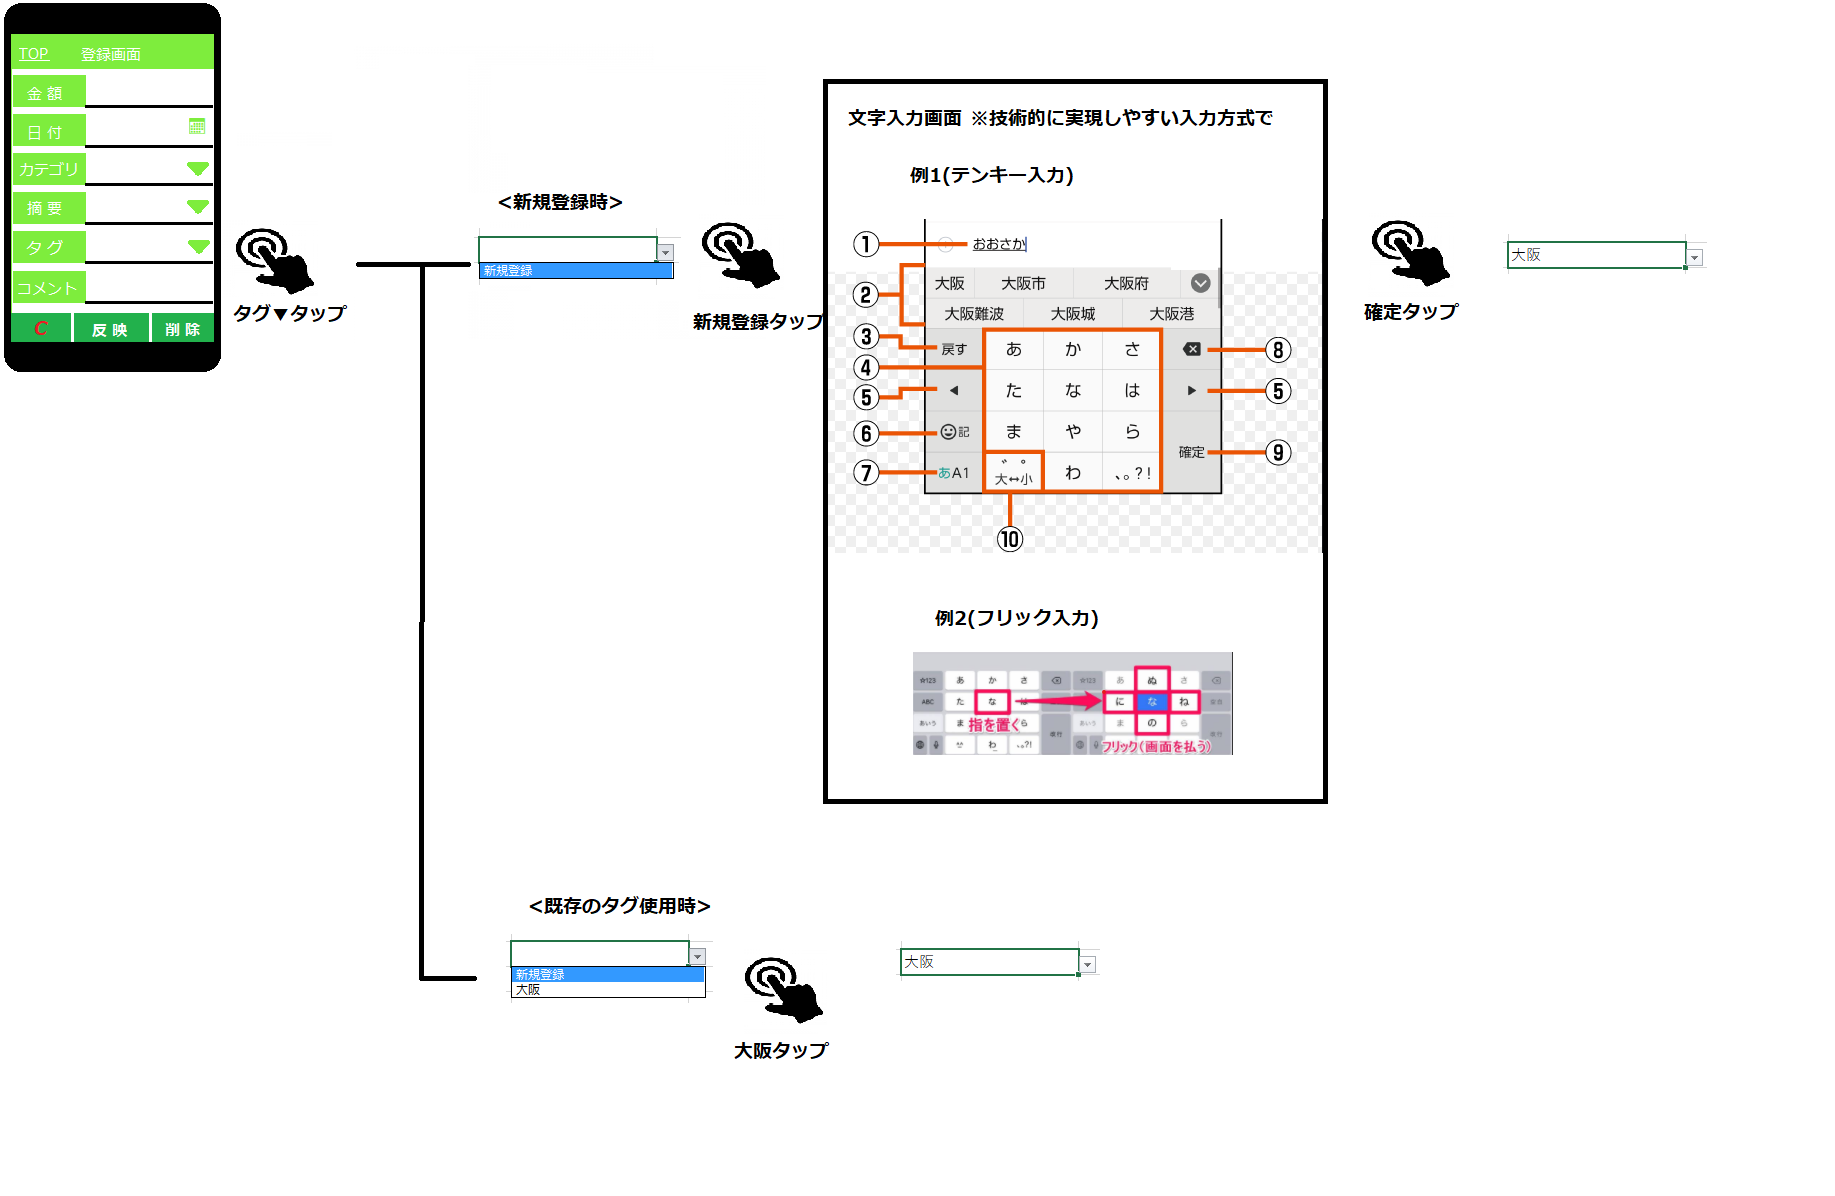 TOP 登録画面
金 額
日 付
カテゴリ
摘 要
タ グ
コメント
C 反 映 削 除
タグ▼タップ
<新規登録時>
新規登録
新規登録タップ
文字入力画面 ※技術的に実現しやすい入力方式で
例1(テンキー入力)
① おおさか
② 大阪 大阪市 大阪府
大阪難波 大阪城 大阪港
③ 戻す あ か さ ⑧
④
⑤ ◀ た な は ▶ ⑤
⑥ 記 ま や ら
確定 ⑨
⑦ あA1 ゛゜ 大↔小 わ 、。?!
⑩
例2(フリック入力)
☆123 あ か さ ☆123 あ ぬ さ
ABC た な は に な ね
あいう ま ら あいう ま の ら
指を置く
わ 、。?!
フリック(画面を払う)
確定タップ
大阪
<既存のタグ使用時>
新規登録
大阪
大阪タップ
大阪